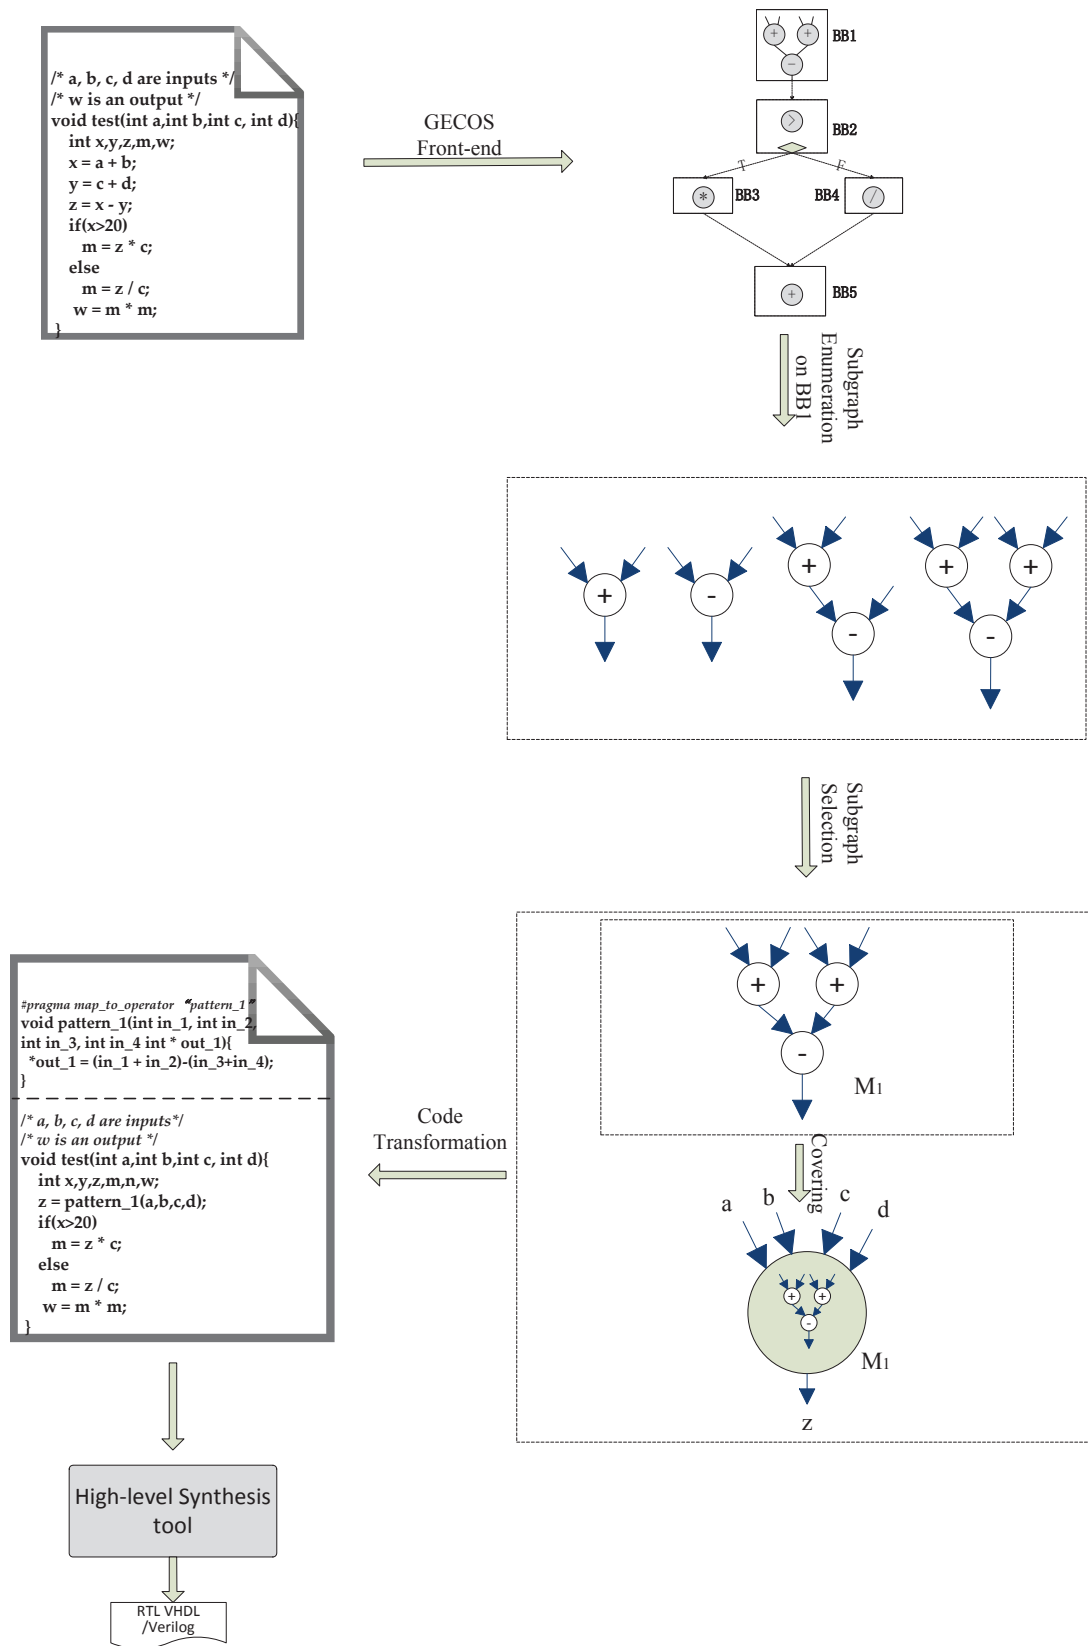 /* a, b, c, d are inputs */
/* w is an output */
void test(int a,int b,int c, int d){
int x,y,z,m,w;
x = a + b;
y = c + d;
z = x - y;
if(x>20)
m = z * c;
else
m = z / c;
w = m * m;
}
GECOS
Front-end
+ +
-
BB1
>
BB2
T F
*
BB3
BB4
/
+
BB5
Subgraph
Enumeration
on BB1
+
-
+
-
+ +
-
Subgraph
Selection
+ +
-
M1
Covering
a b c d
+ +
-
M1
z
Code
Transformation
#pragma map_to_operator “pattern_1”
void pattern_1(int in_1, int in_2,
int in_3, int in_4 int * out_1){
*out_1 = (in_1 + in_2)-(in_3+in_4);
}
/* a, b, c, d are inputs*/
/* w is an output */
void test(int a,int b,int c, int d){
int x,y,z,m,n,w;
z = pattern_1(a,b,c,d);
if(x>20)
m = z * c;
else
m = z / c;
w = m * m;
}
High-level Synthesis
tool
RTL VHDL
/Verilog